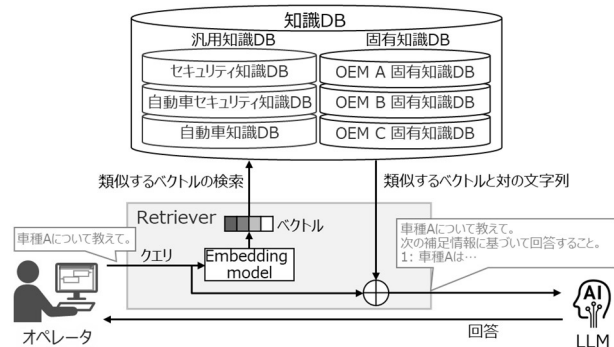 知識DB
汎用知識DB
固有知識DB
セキュリティ知識DB
OEM A 固有知識DB
自動車セキュリティ知識DB
OEM B 固有知識DB
自動車知識DB
OEM C 固有知識DB
類似するベクトルの検索
類似するベクトルと対の文字列
Retriever
ベクトル
車種Aについて教えて。
クエリ
Embedding
model
車種Aについて教えて。
次の補足情報に基づいて回答すること。
1: 車種Aは…
AI
オペレータ
回答
LLM